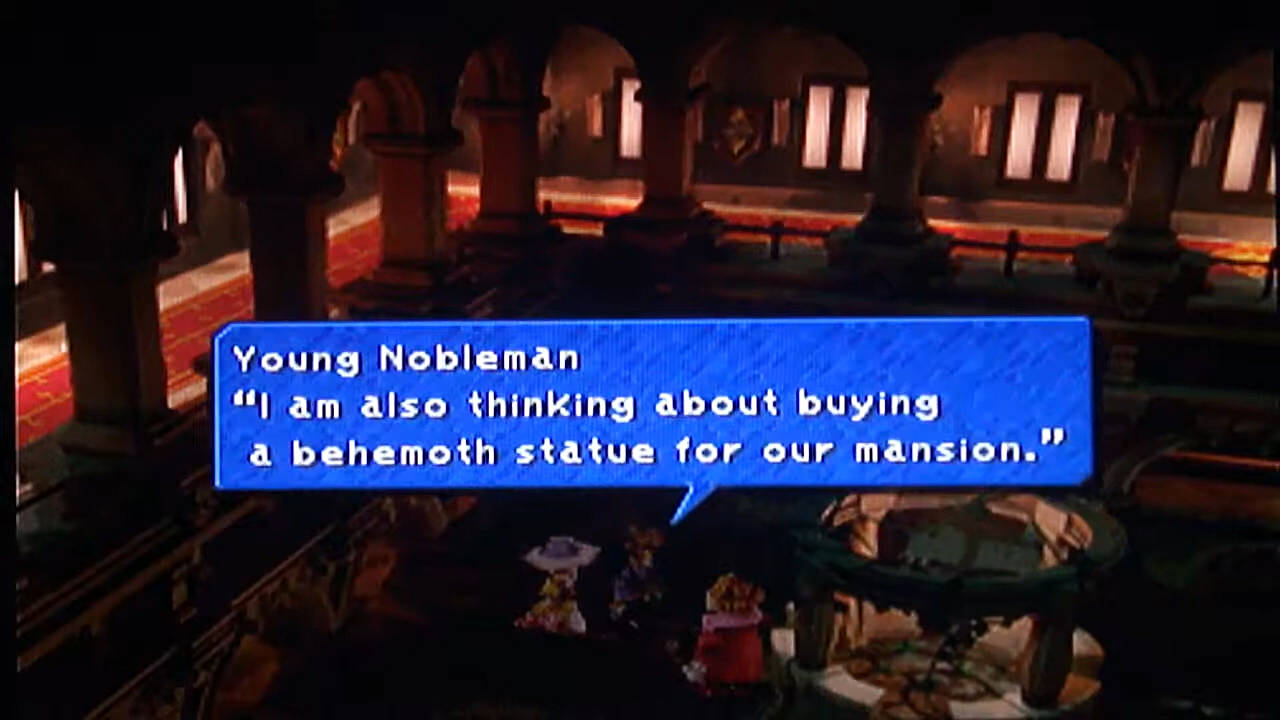 Young Nobleman
“I am also thinking about buying
a behemoth statue for our mansion.”